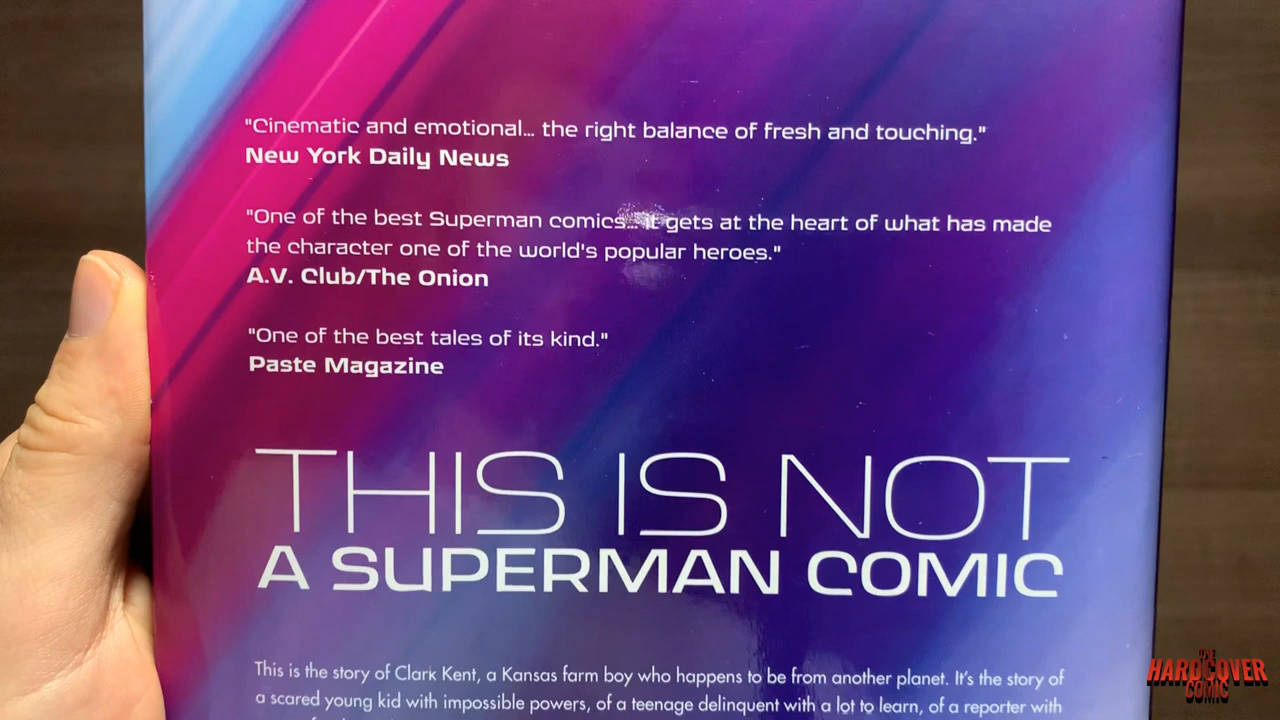 "Cinematic and emotional... the right balance of fresh and touching."
New York Daily News
"One of the best Superman comics... it gets at the heart of what has made
the character one of the world's popular heroes."
A.V. Club/The Onion
"One of the best tales of its kind."
Paste Magazine
THIS IS NOT
A SUPERMAN COMIC
This is the story of Clark Kent, a Kansas farm boy who happens to be from another planet. It's the story of
a scared young kid with impossible powers, of a teenage delinquent with a lot to learn, of a reporter with
THE
HARDCOVER
COMIC